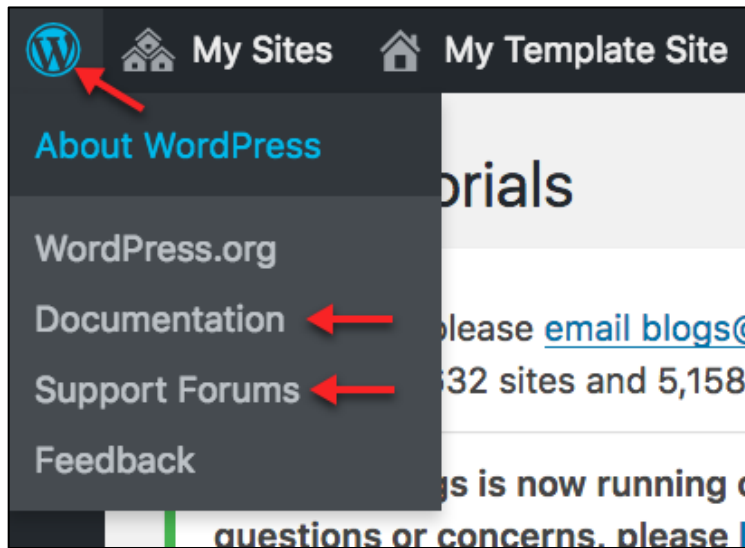 My Sites My Template Site
About WordPress
WordPress.org
Documentation
Support Forums
Feedback
orials
please email blogs@
32 sites and 5,158
gs is now running
questions or concerns, please